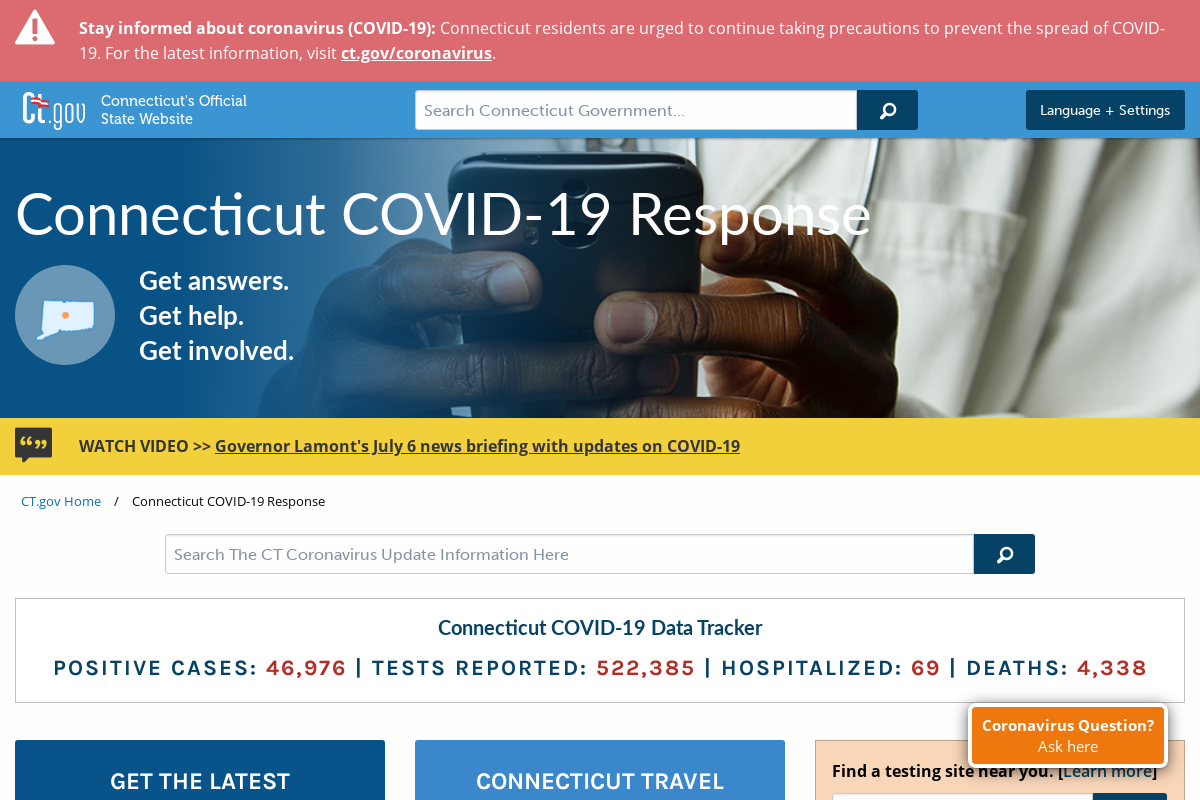 Stay informed about coronavirus (COVID-19): Connecticut residents are urged to continue taking precautions to prevent the spread of COVID-
19. For the latest information, visit ct.gov/coronavirus.
Ct.gov
Connecticut's Official
State Website
Search Connecticut Government...
Language + Settings
Connecticut COVID-19 Response
Get answers.
Get help.
Get involved.
WATCH VIDEO >> Governor Lamont's July 6 news briefing with updates on COVID-19
CT.gov Home / Connecticut COVID-19 Response
Search The CT Coronavirus Update Information Here
Connecticut COVID-19 Data Tracker
POSITIVE CASES: 46,976 | TESTS REPORTED: 522,385 | HOSPITALIZED: 69 | DEATHS: 4,338
Coronavirus Question?
Ask here
GET THE LATEST
CONNECTICUT TRAVEL
Find a testing site near you. [Learn more]